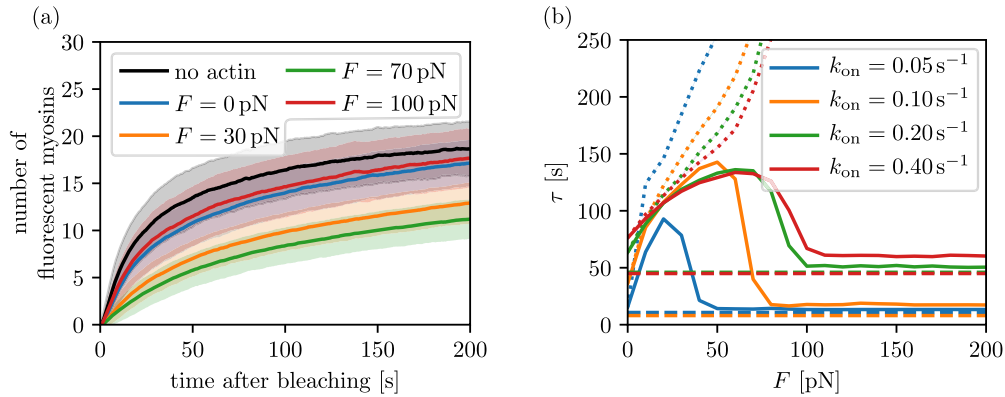 (a)
30
25
20
15
10
5
0
number of
fluorescent myosins
no actin
F = 0 pN
F = 30 pN
F = 70 pN
F = 100 pN
0 50 100 150 200
time after bleaching [s]
(b)
250
200
150
100
50
0
τ [s]
k_on = 0.05 s⁻¹
k_on = 0.10 s⁻¹
k_on = 0.20 s⁻¹
k_on = 0.40 s⁻¹
0 50 100 150 200
F [pN]